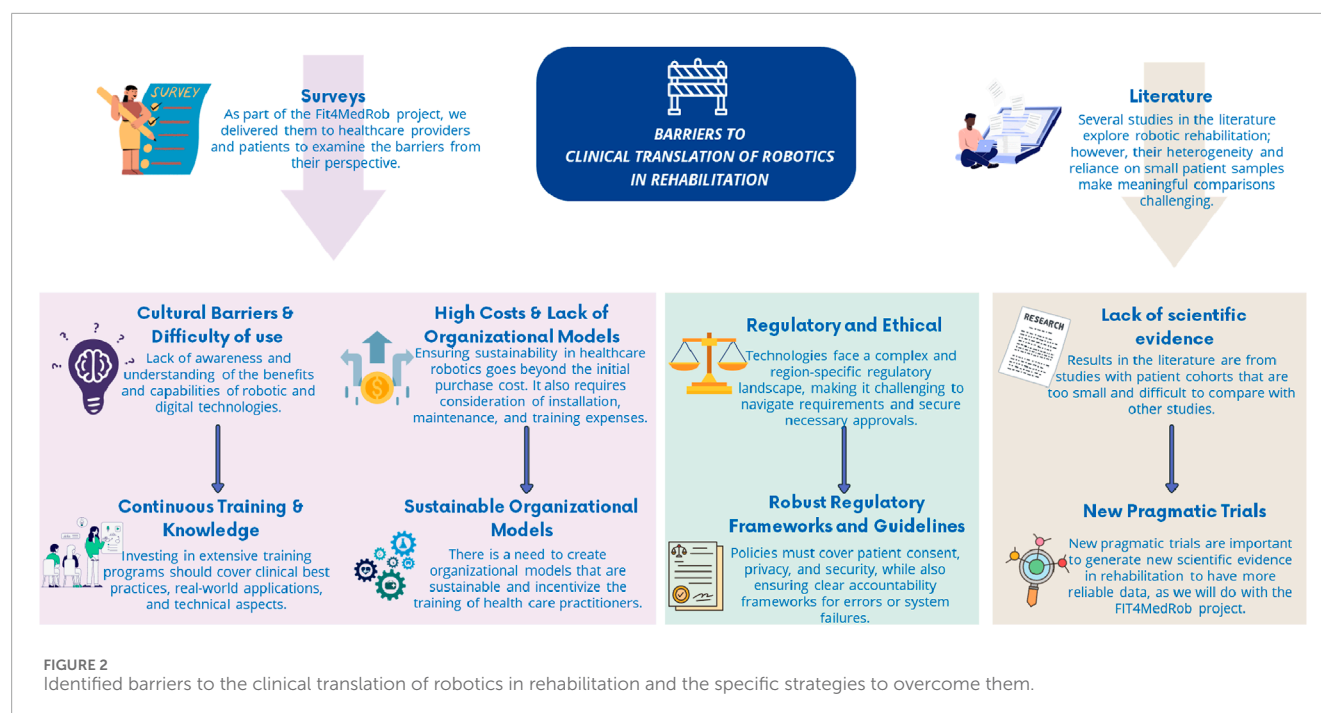 SURVEY
Surveys
As part of the Fit4MedRob project, we
delivered them to healthcare providers
and patients to examine the barriers from
their perspective.
BARRIERS TO
CLINICAL TRANSLATION OF ROBOTICS
IN REHABILITATION
Literature
Several studies in the literature
explore robotic rehabilitation;
however, their heterogeneity and
reliance on small patient samples
make meaningful comparisons
challenging.
Cultural Barriers &
Difficulty of use
Lack of awareness and
understanding of the benefits
and capabilities of robotic and
digital technologies.
? ? ? ?
High Costs & Lack of
Organizational Models
Ensuring sustainability in healthcare
robotics goes beyond the initial
purchase cost. It also requires
consideration of installation,
maintenance, and training expenses.
$
Regulatory and Ethical
Technologies face a complex and
region-specific regulatory
landscape, making it challenging to
navigate requirements and secure
necessary approvals.
RESEARCH
Lack of scientific
evidence
Results in the literature are from
studies with patient cohorts that are
too small and difficult to compare with
other studies.
Continuous Training &
Knowledge
Investing in extensive training
programs should cover clinical best
practices, real-world applications,
and technical aspects.
Sustainable Organizational
Models
There is a need to create
organizational models that are
sustainable and incentivize the
training of health care practitioners.
Robust Regulatory
Frameworks and Guidelines
Policies must cover patient consent,
privacy, and security, while also
ensuring clear accountability
frameworks for errors or system
failures.
New Pragmatic Trials
New pragmatic trials are important
to generate new scientific evidence
in rehabilitation to have more
reliable data, as we will do with the
FIT4MedRob project.
FIGURE 2
Identified barriers to the clinical translation of robotics in rehabilitation and the specific strategies to overcome them.